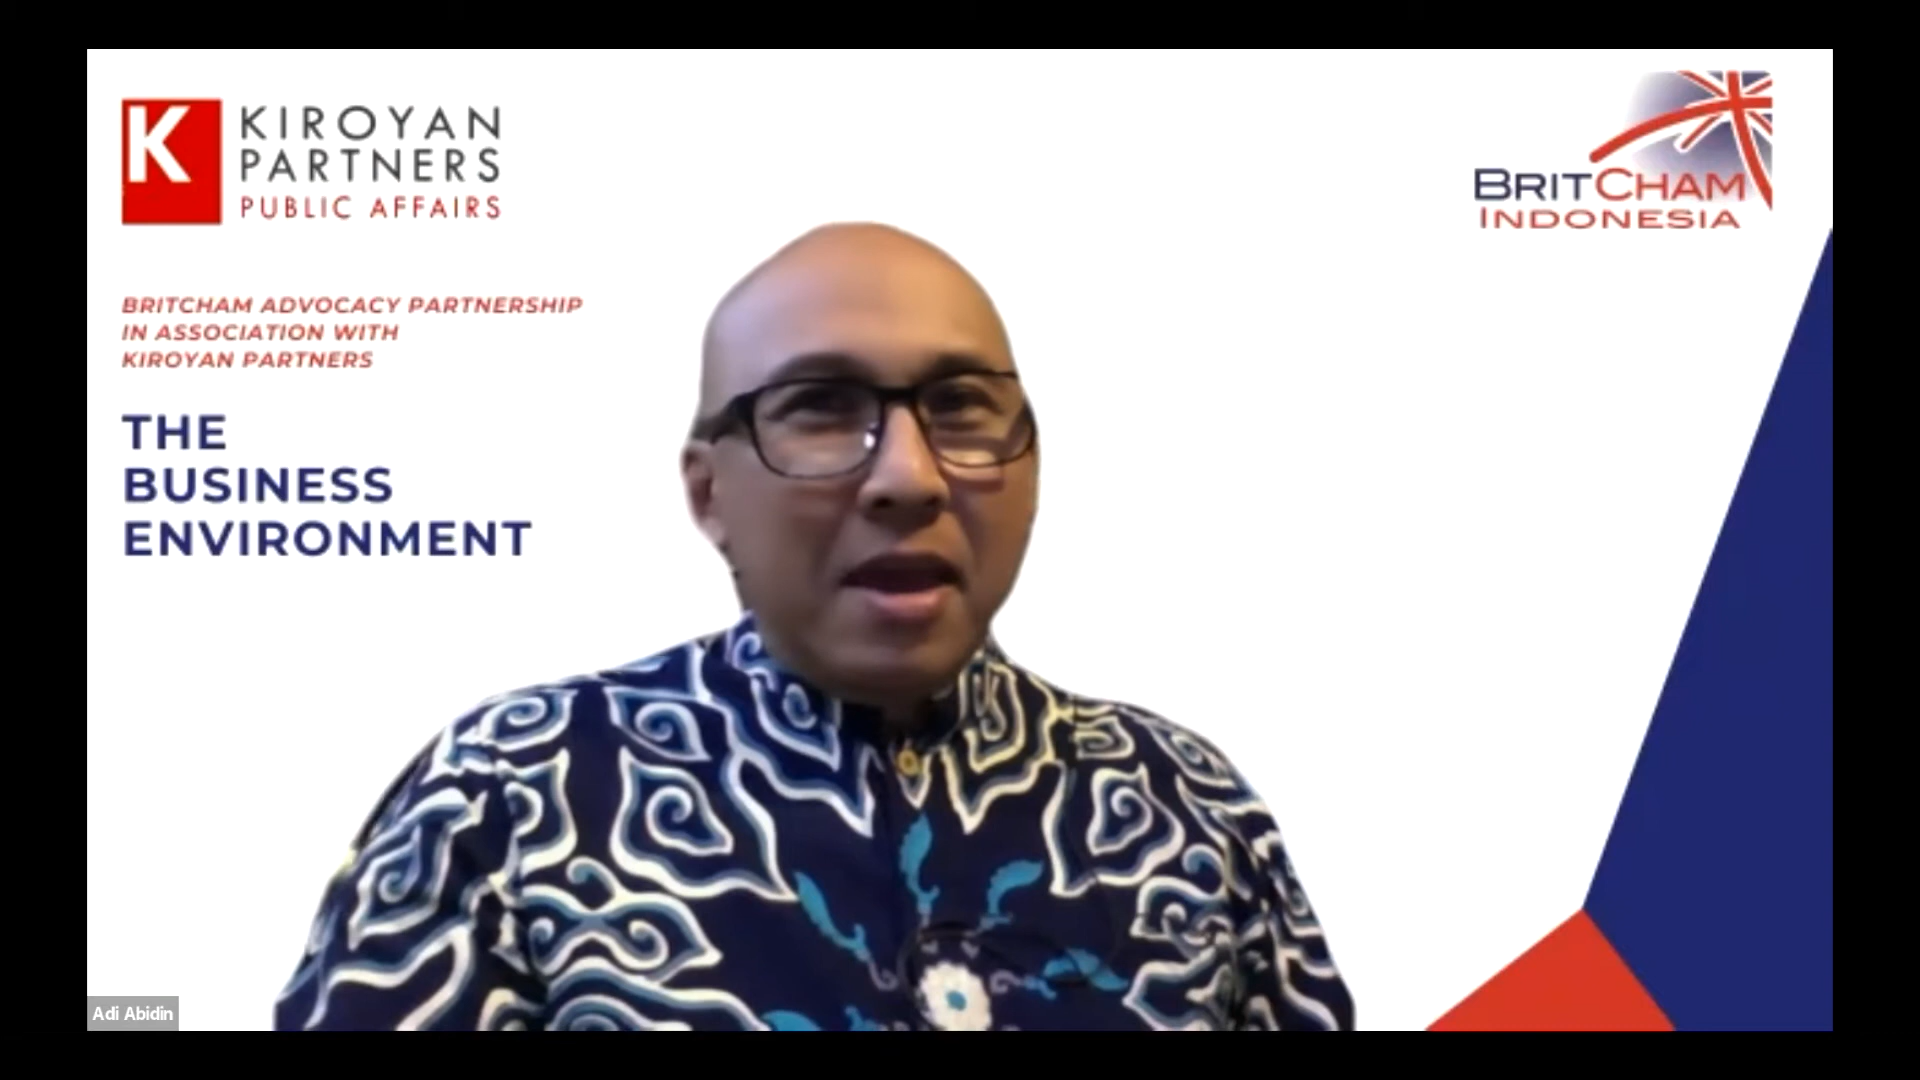 K
KIROYAN
PARTNERS
PUBLIC AFFAIRS
BRITCHAM
INDONESIA
BRITCHAM ADVOCACY PARTNERSHIP
IN ASSOCIATION WITH
KIROYAN PARTNERS
THE
BUSINESS
ENVIRONMENT
Adi Abidin